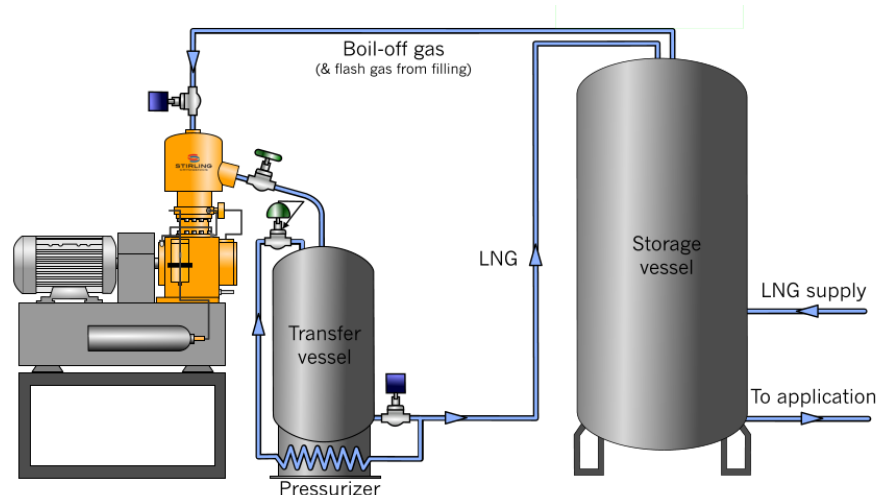 Boil-off gas
(& flash gas from filling)
STIRLING
LNG
Storage
vessel
LNG supply
Transfer
vessel
To application
Pressurizer